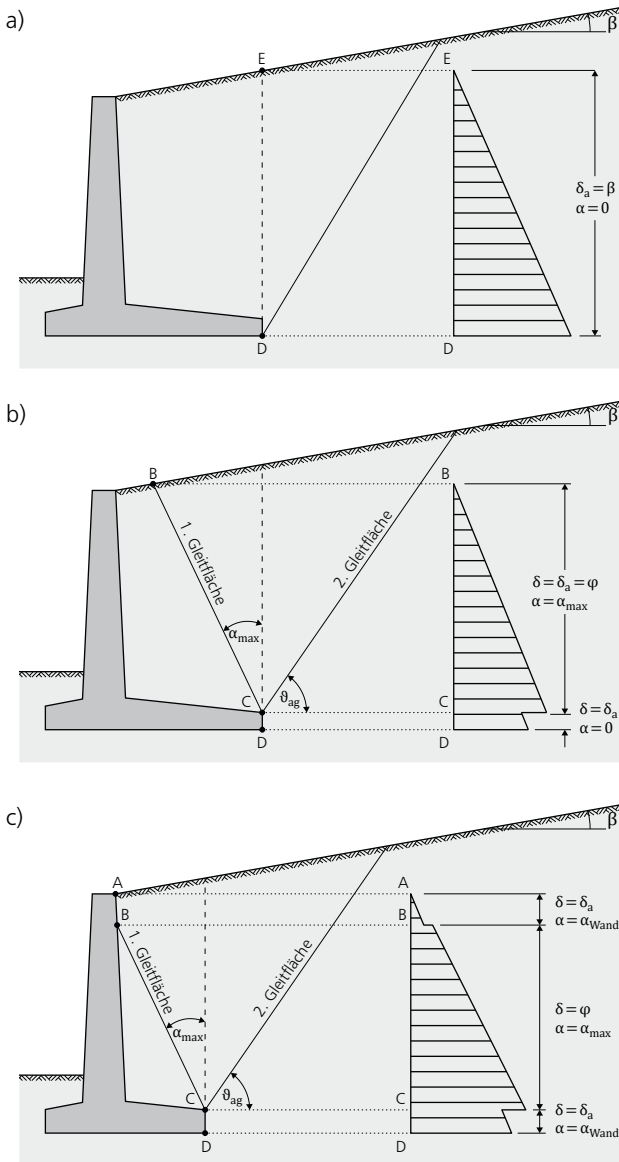 a)
β
E
E
δa = β
α = 0
D
D
b)
β
B
B
1. Gleitfläche
2. Gleitfläche
αmax
δ = δa = φ
α = αmax
C
ϑag
C
δ = δa
α = 0
D
D
c)
β
A
A
δ = δa
α = αWand
B
B
1. Gleitfläche
2. Gleitfläche
αmax
δ = φ
α = αmax
C
ϑag
C
δ = δa
α = αWand
D
D